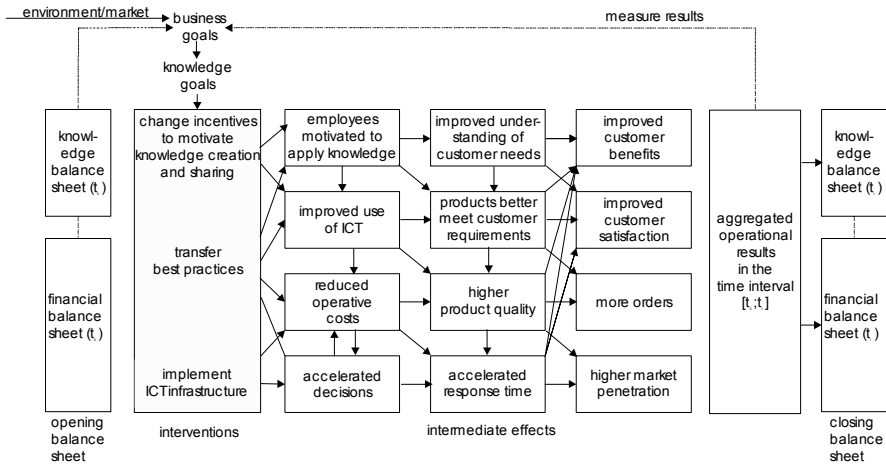 environment/market
business
goals
measure results
knowledge
goals
knowl-
edge
balance
sheet (t )
financial
balance
sheet (t )
opening
balance
sheet
change incentives
to motivate
knowledge creation
and sharing
transfer
best practices
implement
ICTinfrastructure
interventions
employees
motivated to
apply knowledge
improved use
of ICT
reduced
operative
costs
accelerated
decisions
improved under-
standing of
customer needs
products better
meet customer
requirements
higher
product quality
accelerated
response time
intermediate effects
improved
customer
benefits
improved
customer
satisfaction
more orders
higher market
penetration
aggregated
operational
results
in the
time interval
[t ;t ]
knowl-
edge
balance
sheet (t )
financial
balance
sheet (t )
closing
balance
sheet